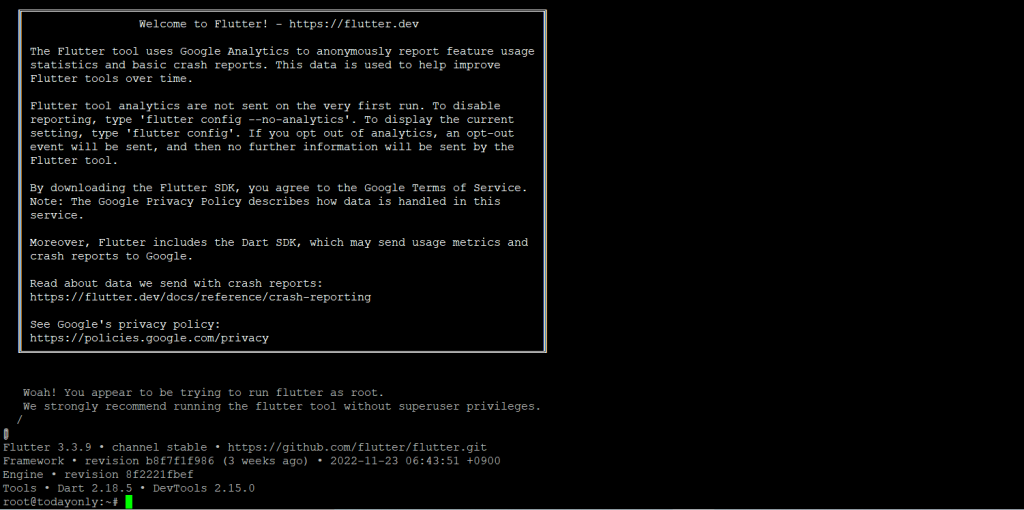 Welcome to Flutter! - https://flutter.dev
The Flutter tool uses Google Analytics to anonymously report feature usage
statistics and basic crash reports. This data is used to help improve
Flutter tools over time.
Flutter tool analytics are not sent on the very first run. To disable
reporting, type 'flutter config --no-analytics'. To display the current
setting, type 'flutter config'. If you opt out of analytics, an opt-out
event will be sent, and then no further information will be sent by the
Flutter tool.
By downloading the Flutter SDK, you agree to the Google Terms of Service.
Note: The Google Privacy Policy describes how data is handled in this
service.
Moreover, Flutter includes the Dart SDK, which may send usage metrics and
crash reports to Google.
Read about data we send with crash reports:
https://flutter.dev/docs/reference/crash-reporting
See Google's privacy policy:
https://policies.google.com/privacy
Woah! You appear to be trying to run flutter as root.
We strongly recommend running the flutter tool without superuser privileges.
/
Flutter 3.3.9 • channel stable • https://github.com/flutter/flutter.git
Framework • revision b8f7f1f986 (3 weeks ago) • 2022-11-23 06:43:51 +0900
Engine • revision 8f2221fbef
Tools • Dart 2.18.5 • DevTools 2.15.0
root@todayonly:~#